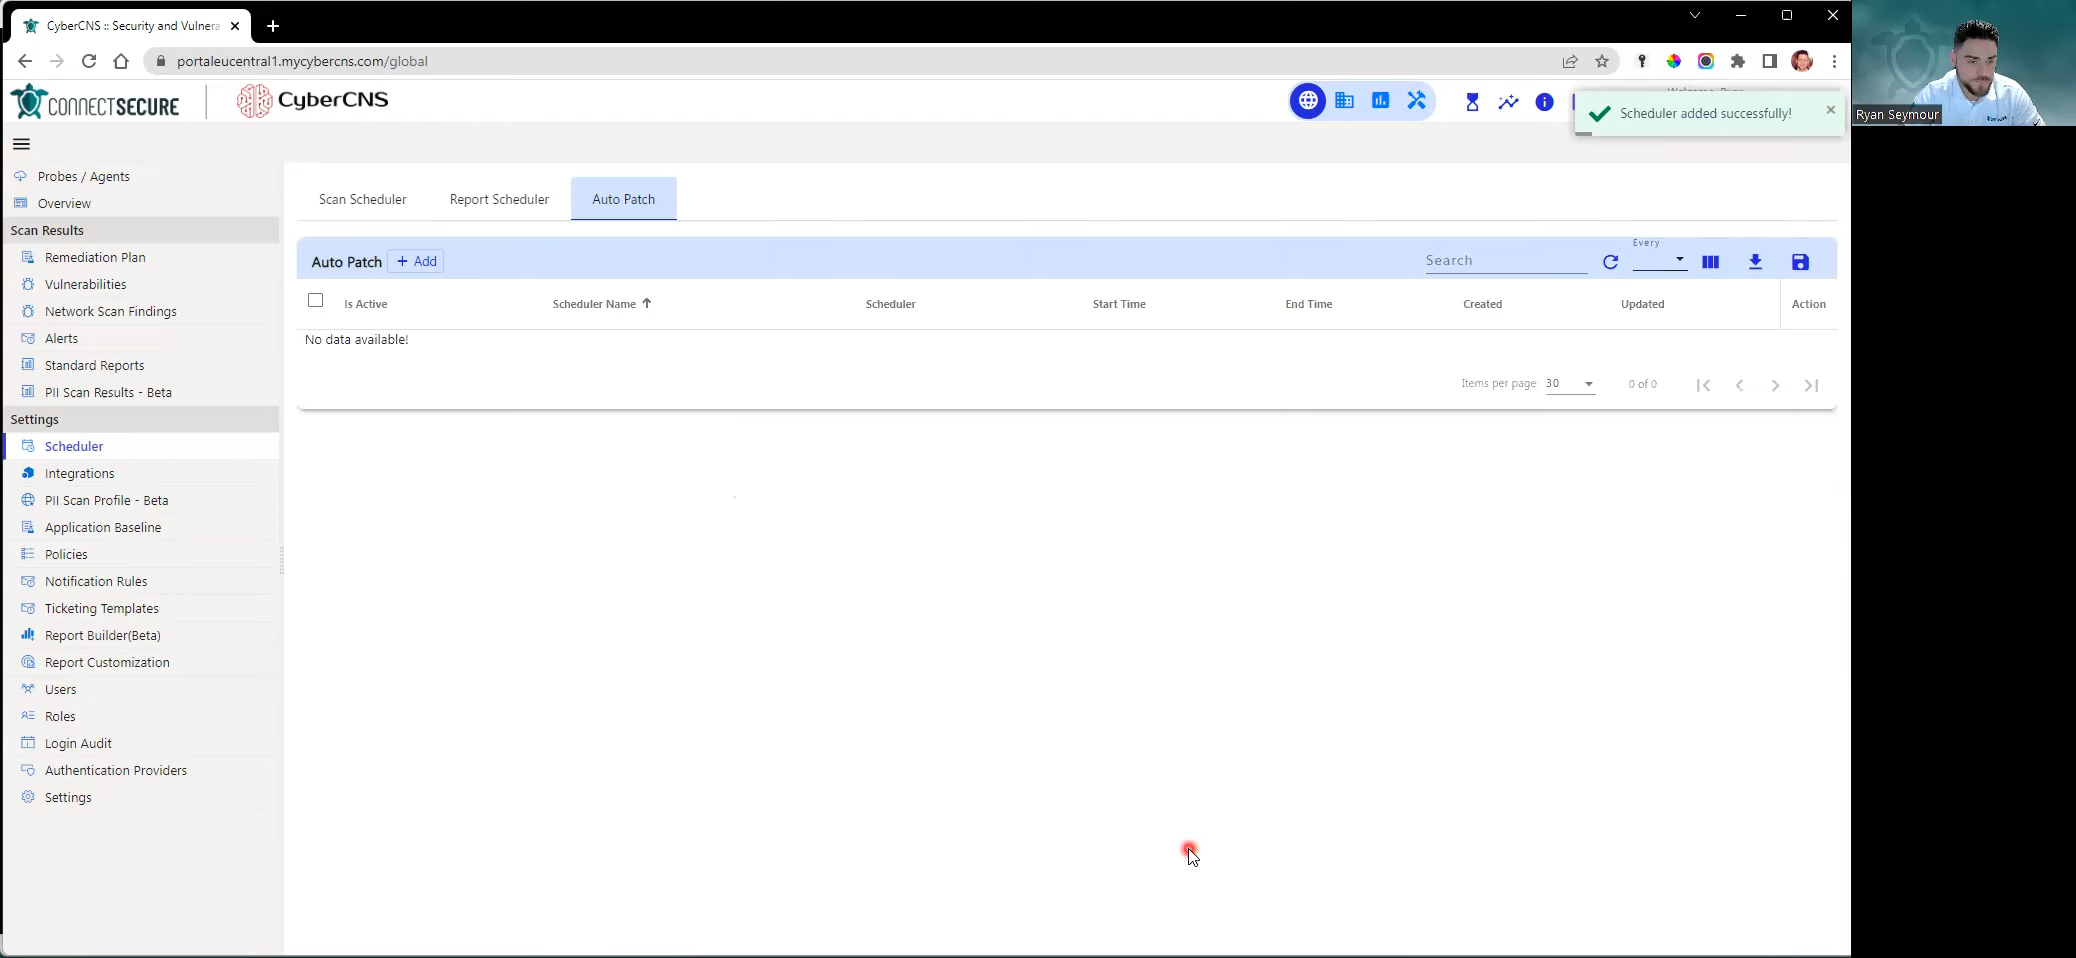 CyberCNS :: Security and Vulnera
portaleucentral1.mycybercns.com/global
CONNECTSECURE
CyberCNS
Scheduler added successfully!
Ryan Seymour
Probes / Agents
Overview
Scan Results
Remediation Plan
Vulnerabilities
Network Scan Findings
Alerts
Standard Reports
PII Scan Results - Beta
Settings
Scheduler
Integrations
PII Scan Profile - Beta
Application Baseline
Policies
Notification Rules
Ticketing Templates
Report Builder(Beta)
Report Customization
Users
Roles
Login Audit
Authentication Providers
Settings
Scan Scheduler
Report Scheduler
Auto Patch
Auto Patch
+ Add
Search
Every
Is Active
Scheduler Name
Scheduler
Start Time
End Time
Created
Updated
Action
No data available!
Items per page 30
0 of 0